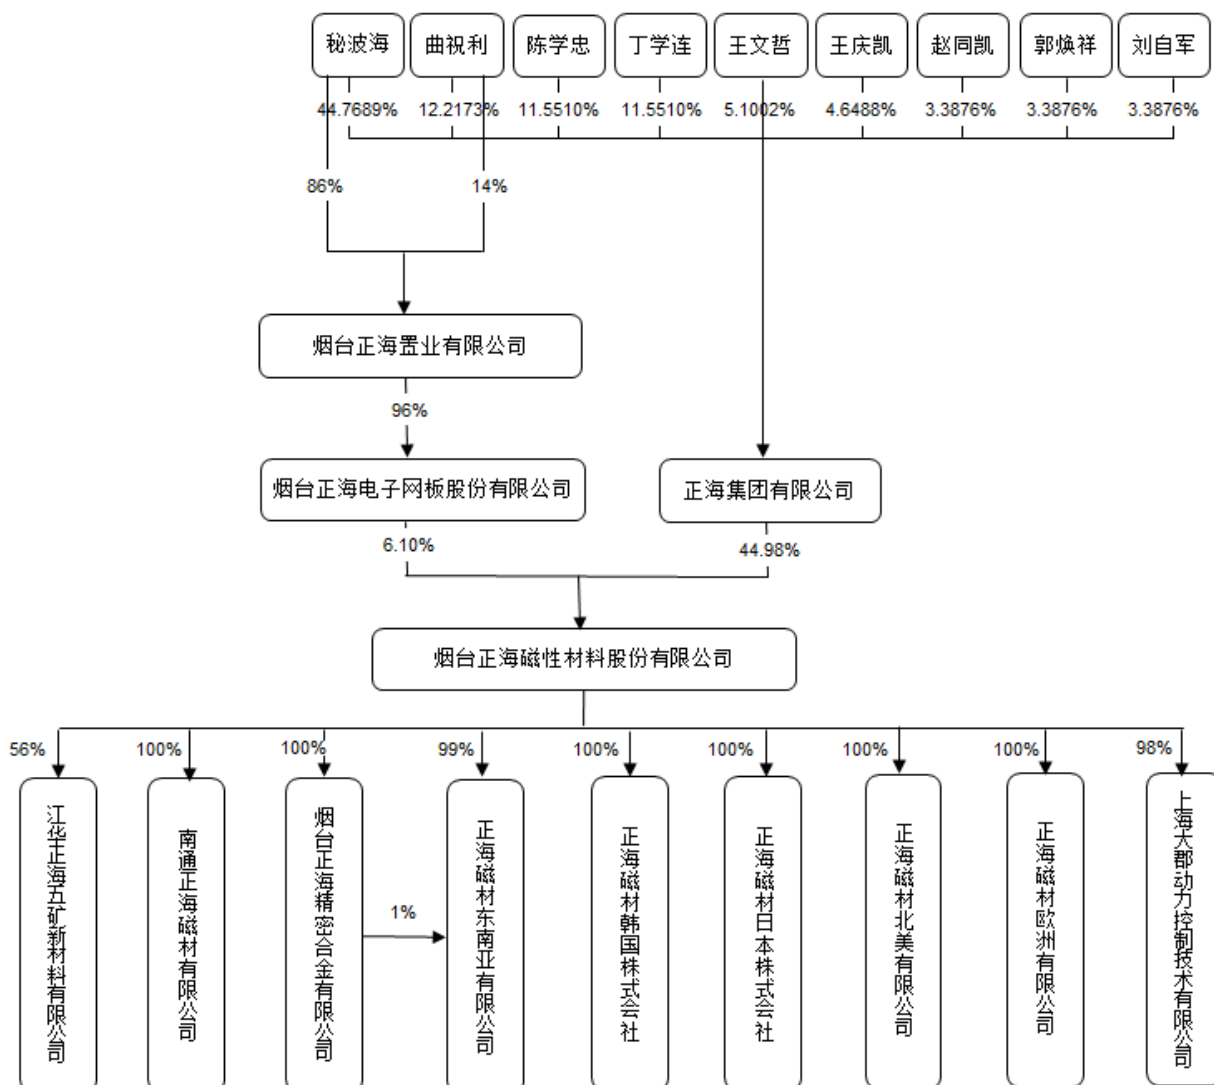 秘波海
曲祝利
陈学忠
丁学连
王文哲
王庆凯
赵同凯
郭焕祥
刘自军
44.7689%
12.2173%
11.5510%
11.5510%
5.1002%
4.6488%
3.3876%
3.3876%
3.3876%
86%
14%
烟台正海置业有限公司
96%
烟台正海电子网板股份有限公司
正海集团有限公司
6.10%
44.98%
烟台正海磁性材料股份有限公司
56%
100%
100%
99%
100%
100%
100%
100%
98%
江华正海五矿新材料有限公司
南通正海磁材有限公司
烟台正海精密合金有限公司
1%
正海磁材东南亚有限公司
正海磁材韩国株式会社
正海磁材日本株式会社
正海磁材北美有限公司
正海磁材欧洲有限公司
上海大郡动力控制技术有限公司